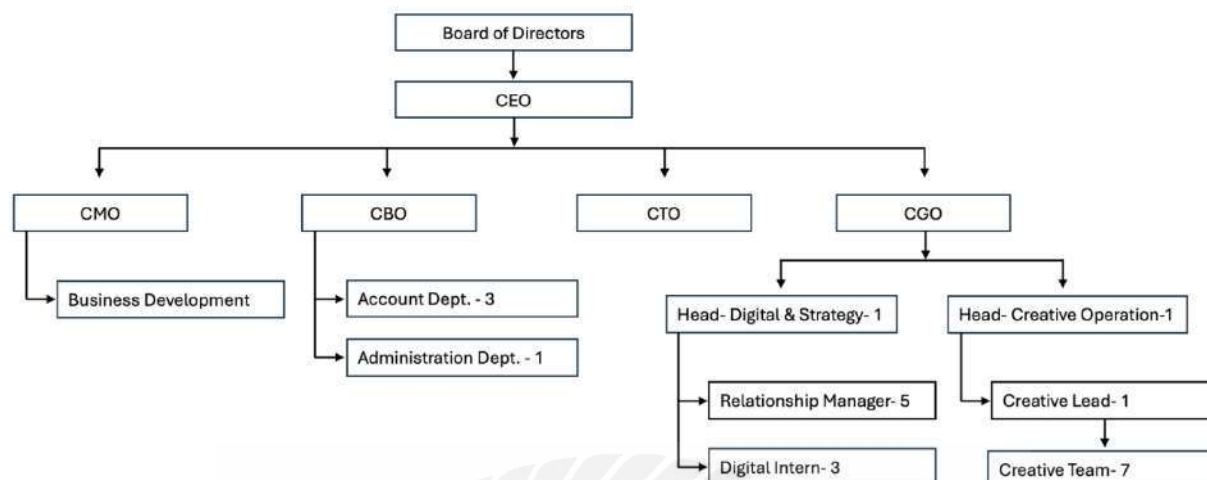 Board of Directors
CEO
CMO
CBO
CTO
CGO
Business Development
Account Dept. - 3
Administration Dept. - 1
Head- Digital & Strategy- 1
Head- Creative Operation-1
Relationship Manager- 5
Creative Lead- 1
Digital Intern- 3
Creative Team- 7